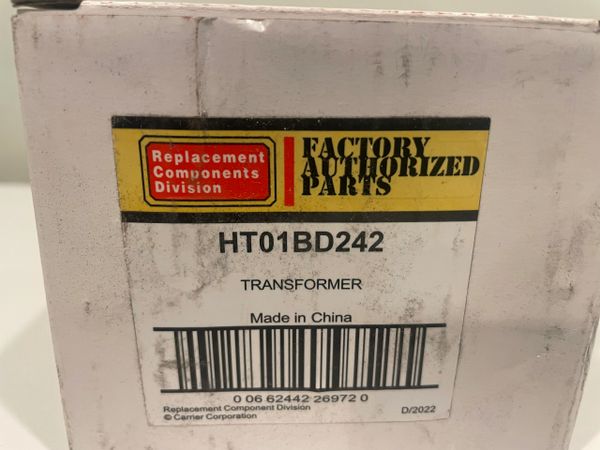 Replacement
Components
Division
FACTORY
AUTHORIZED
PARTS
HT01BD242
TRANSFORMER
Made in China
0 06 62442 26972 0
Replacement Component Division
© Carrier Corporation
D/2022